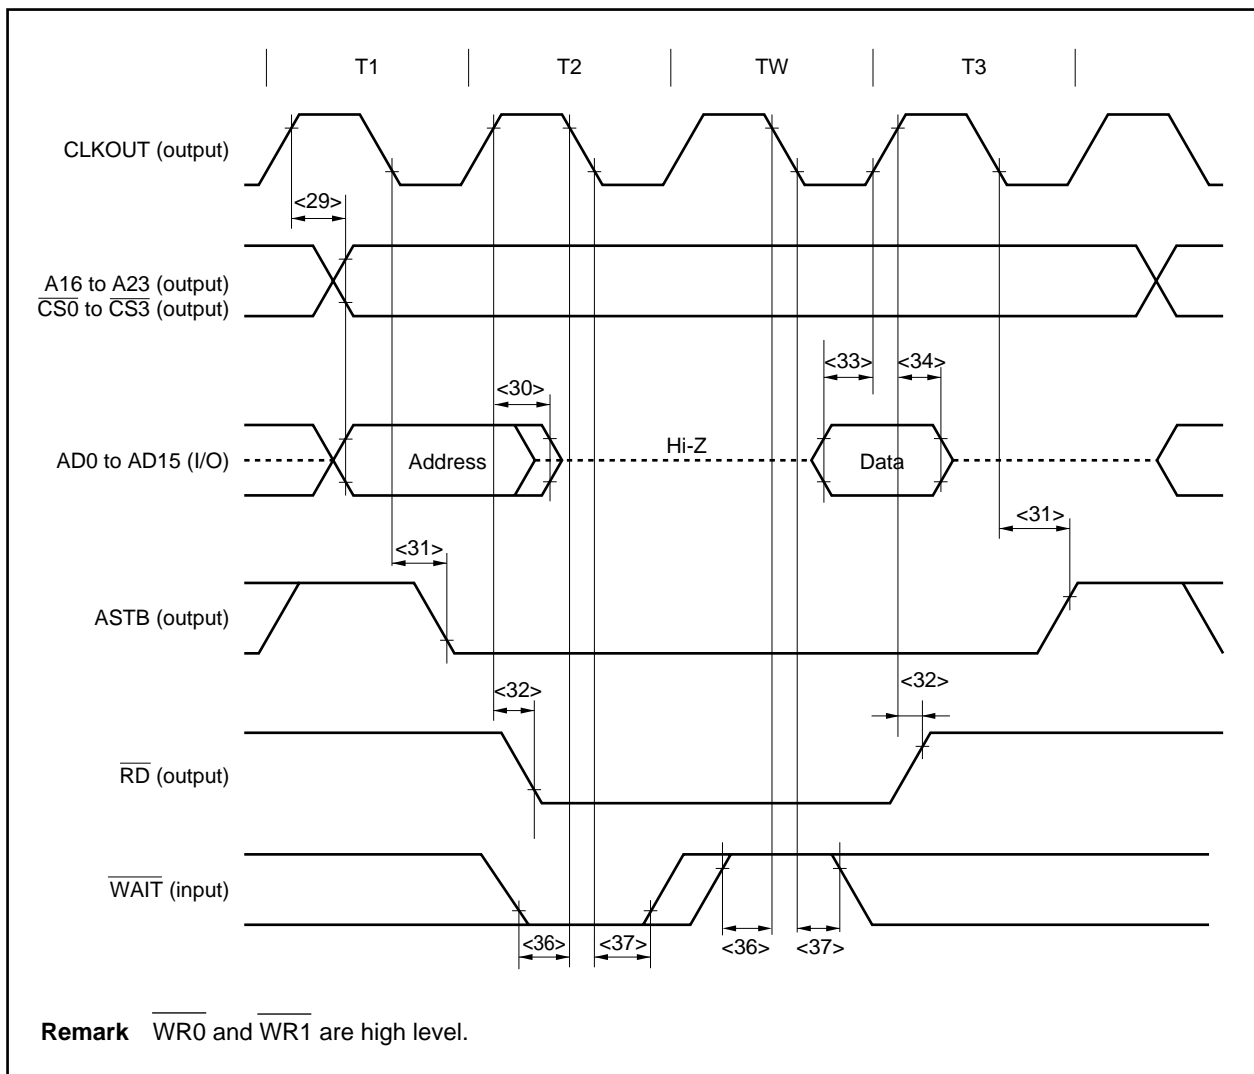 T1 T2 TW T3
CLKOUT (output)
<29>
A16 to A23 (output)
CS0 to CS3 (output)
<33> <34>
<30>
AD0 to AD15 (I/O) Address Hi-Z Data
<31>
<31>
ASTB (output)
<32> <32>
RD (output)
WAIT (input)
<36> <37> <36> <37>
Remark WR0 and WR1 are high level.